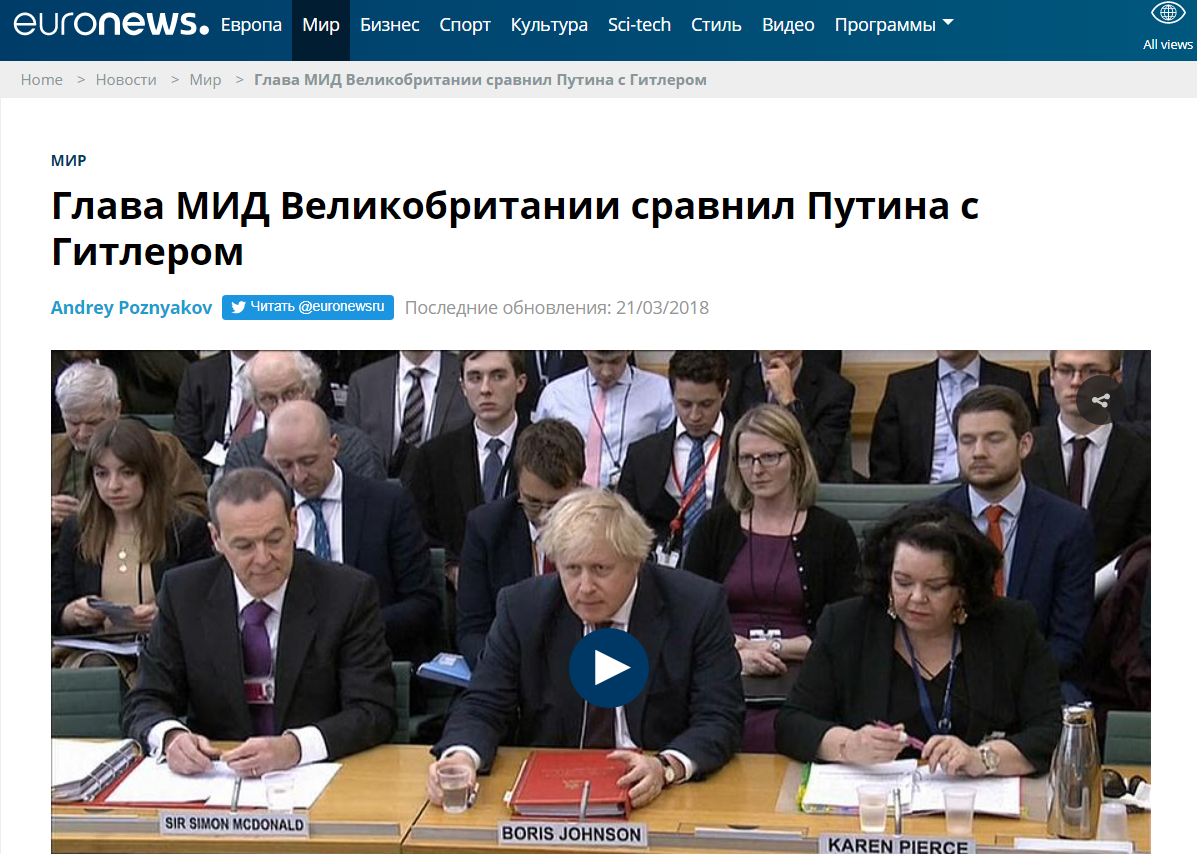 euronews. Европа Мир Бизнес Спорт Культура Sci-tech Стиль Видео Программы
All views
Home > Новости > Мир > Глава МИД Великобритании сравнил Путина с Гитлером
МИР
Глава МИД Великобритании сравнил Путина с
Гитлером
Andrey Poznyakov Читать @euronewsru Последние обновления: 21/03/2018
SIR SIMON MCDONALD
BORIS JOHNSON
KAREN PIERCE